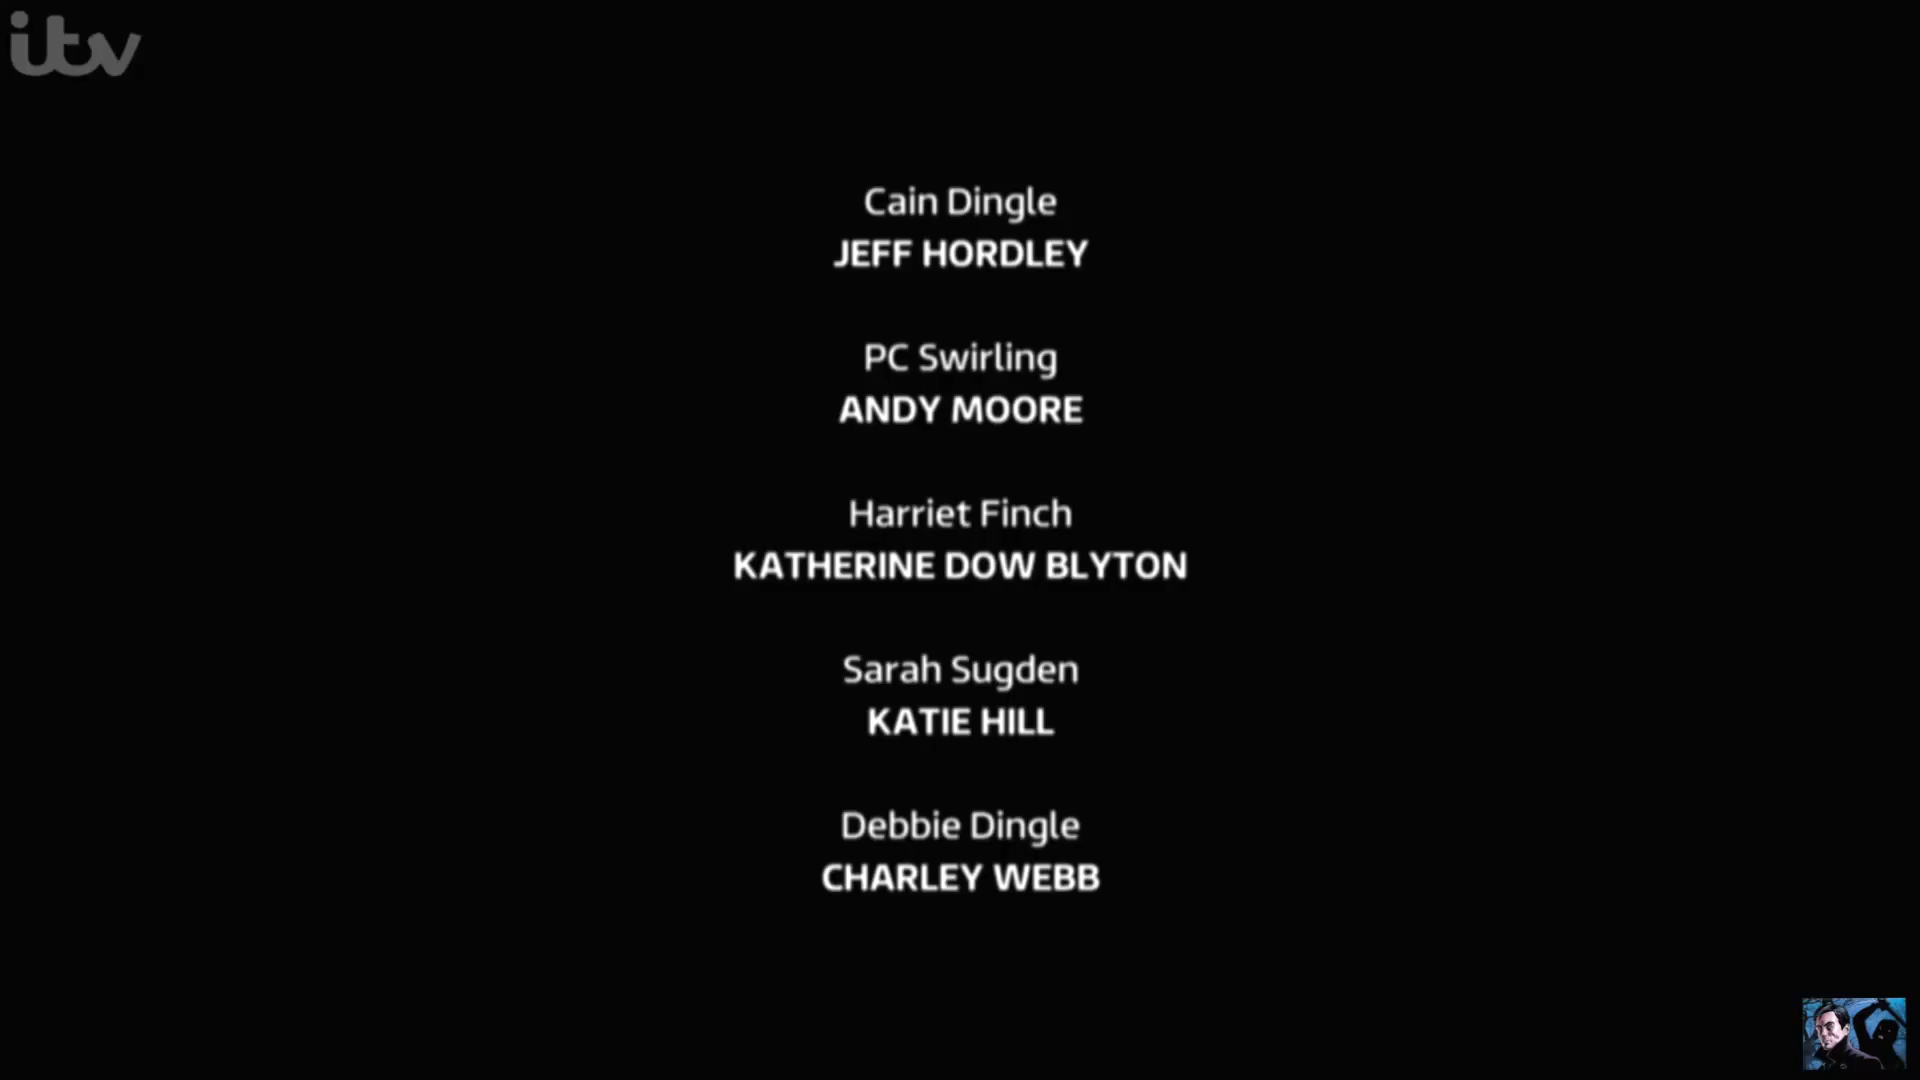 itv
Cain Dingle
JEFF HORDLEY
PC Swirling
ANDY MOORE
Harriet Finch
KATHERINE DOW BLYTON
Sarah Sugden
KATIE HILL
Debbie Dingle
CHARLEY WEBB